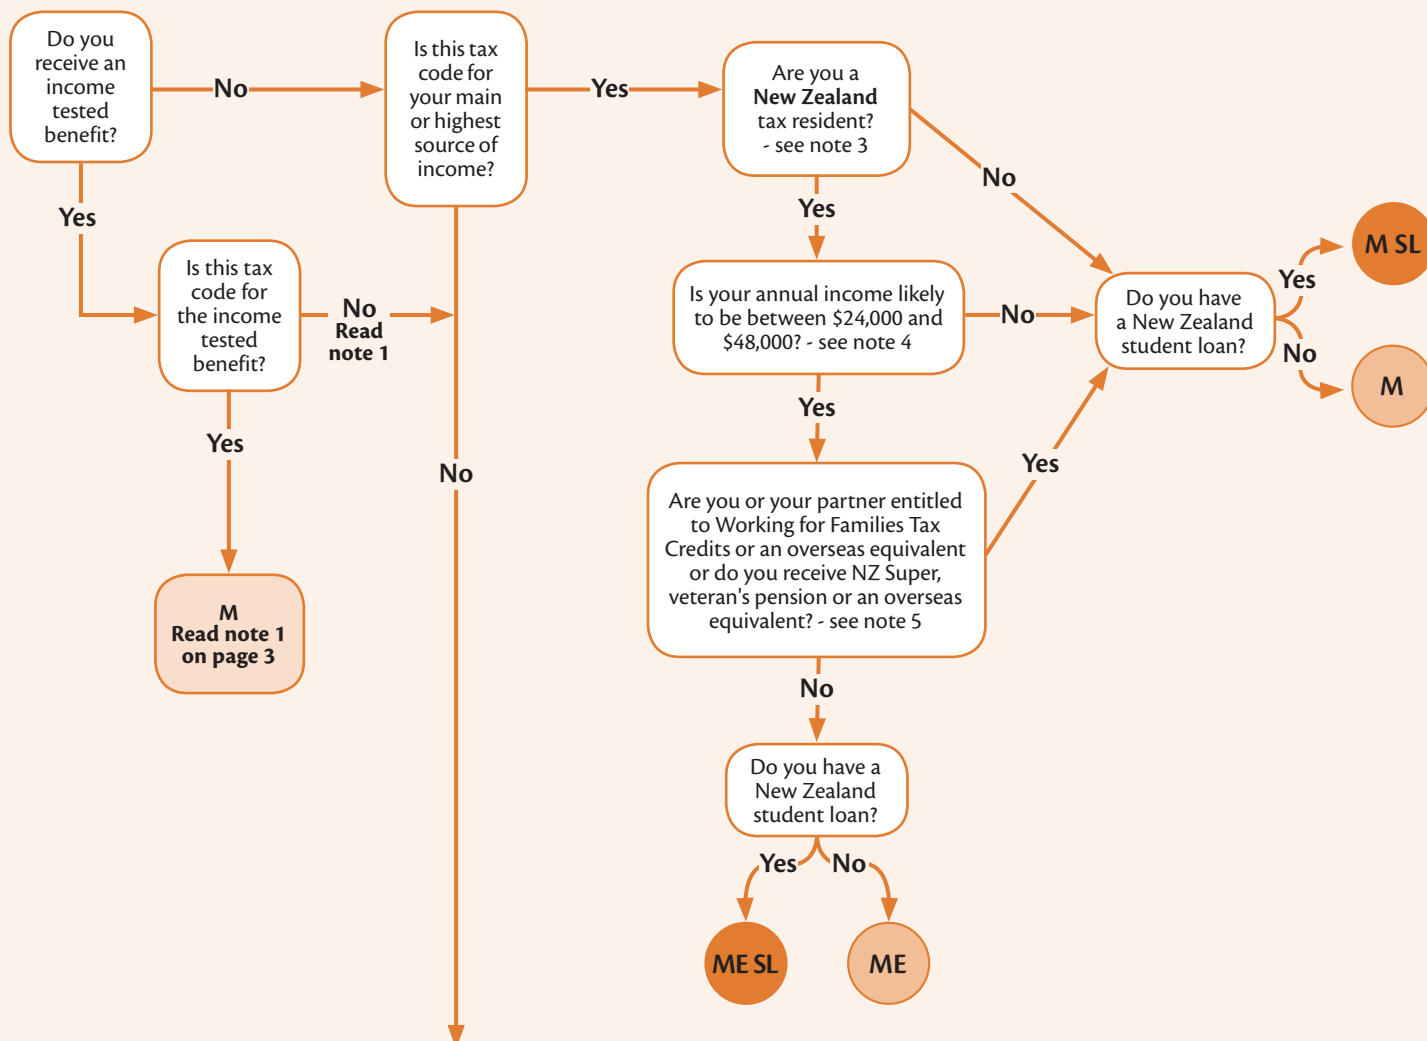 Do you
receive an
income
tested
benefit?
No
Is this tax
code for
your main
or highest
source of
income?
Yes
Are you a
New Zealand
tax resident?
- see note 3
No
Yes
Yes
Is this tax
code for
the income
tested
benefit?
No
Read
note 1
Is your annual income likely
to be between $24,000 and
$48,000? - see note 4
No
Do you have
a New Zealand
student loan?
Yes
M SL
No
M
Yes
Yes
No
Yes
Are you or your partner entitled
to Working for Families Tax
Credits or an overseas equivalent
or do you receive NZ Super,
veteran's pension or an overseas
equivalent? - see note 5
M
Read note 1
on page 3
No
Do you have a
New Zealand
student loan?
Yes
No
ME SL
ME